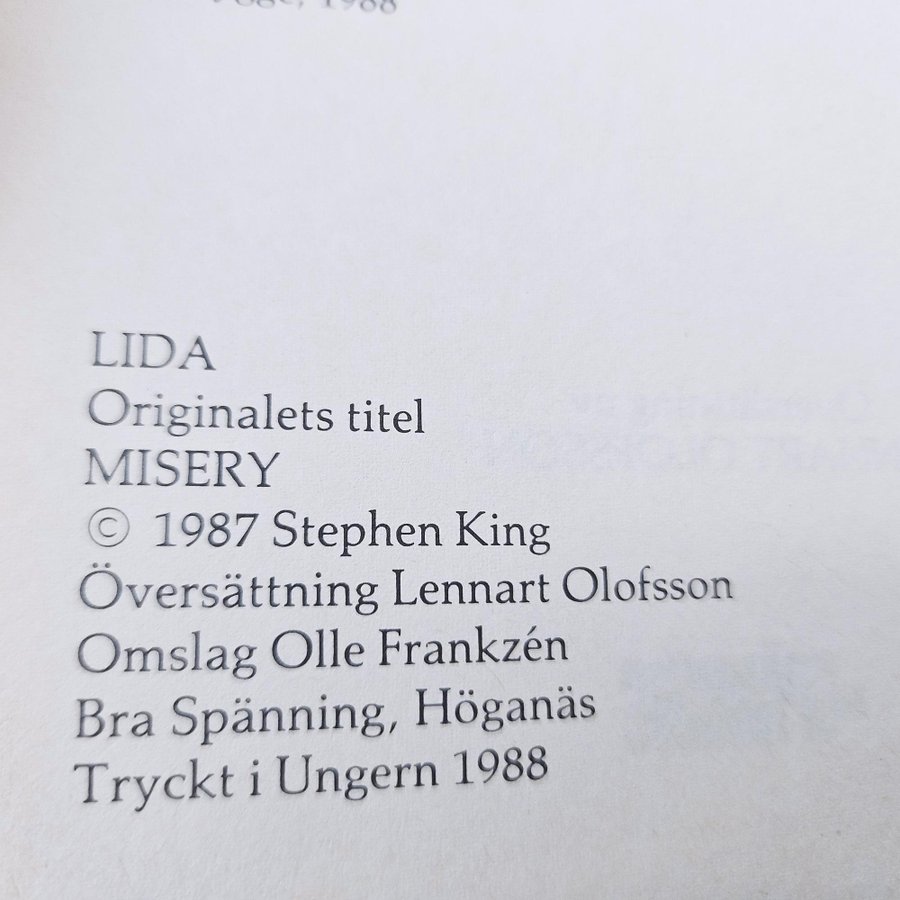 1988
LIDA
Originalets titel
MISERY
© 1987 Stephen King
Översättning Lennart Olofsson
Omslag Olle Frankzén
Bra Spänning, Höganäs
Tryckt i Ungern 1988